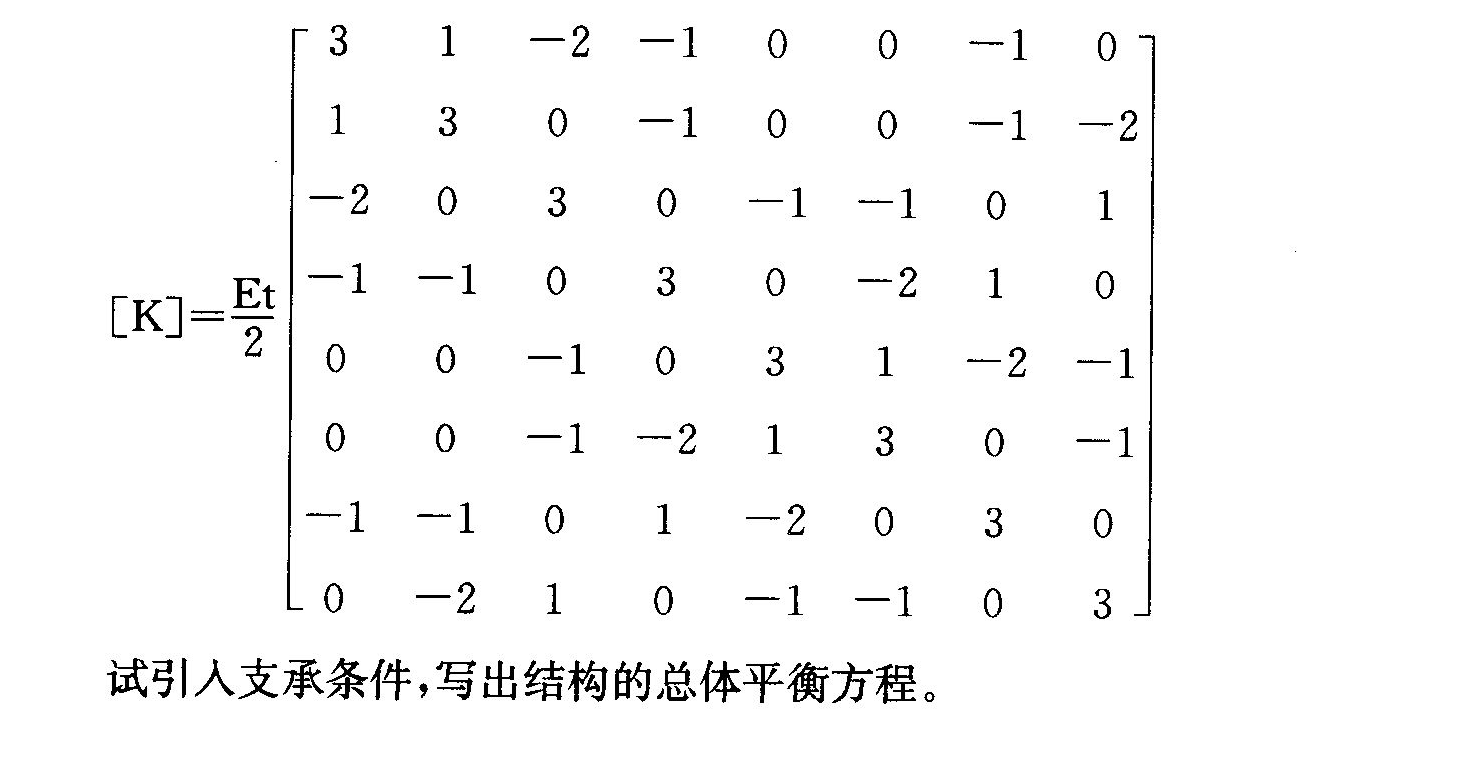 3 1 −2 −1 0 0 −1 0
1 3 0 −1 0 0 −1 −2
−2 0 3 0 −1 −1 0 1
−1 −1 0 3 0 −2 1 0
[K]=Et/2
0 0 −1 0 3 1 −2 −1
0 0 −1 −2 1 3 0 −1
−1 −1 0 1 −2 0 3 0
0 −2 1 0 −1 −1 0 3
试引入支承条件,写出结构的总体平衡方程。